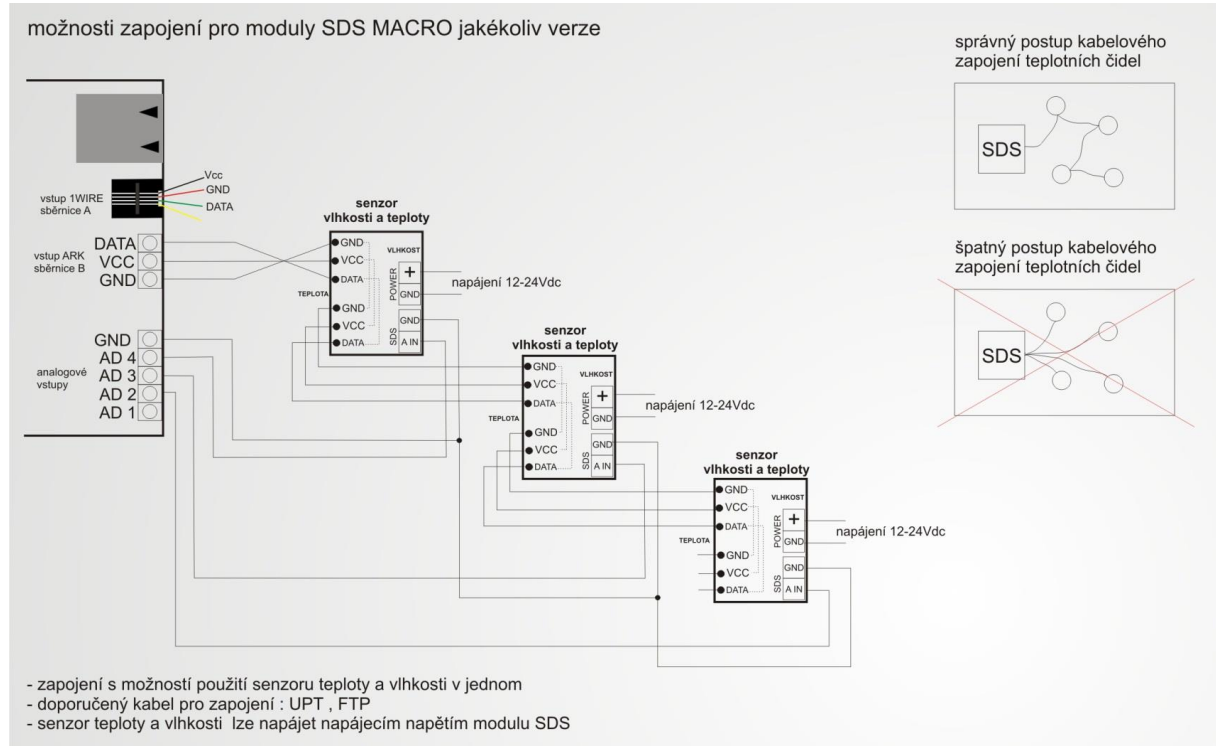 možnosti zapojení pro moduly SDS MACRO jakékoliv verze
správný postup kabelového
zapojení teplotních čidel
SDS
špatný postup kabelového
zapojení teplotních čidel
SDS
vstup 1WIRE
sběrnice A
Vcc
GND
DATA
vstup ARK
sběrnice B
DATA
VCC
GND
analogové
vstupy
GND
AD 4
AD 3
AD 2
AD 1
senzor
vlhkosti a teploty
GND
VCC
DATA
TEPLOTA
GND
VCC
DATA
VLHKOST
POWER
+
GND
SDS
GND
A IN
napájení 12-24Vdc
senzor
vlhkosti a teploty
GND
VCC
DATA
TEPLOTA
GND
VCC
DATA
VLHKOST
POWER
+
GND
SDS
GND
A IN
napájení 12-24Vdc
senzor
vlhkosti a teploty
GND
VCC
DATA
TEPLOTA
GND
VCC
DATA
VLHKOST
POWER
+
GND
SDS
GND
A IN
napájení 12-24Vdc
- zapojení s možností použití senzoru teploty a vlhkosti v jednom
- doporučený kabel pro zapojení : UPT , FTP
- senzor teploty a vlhkosti lze napájet napájecím napětím modulu SDS